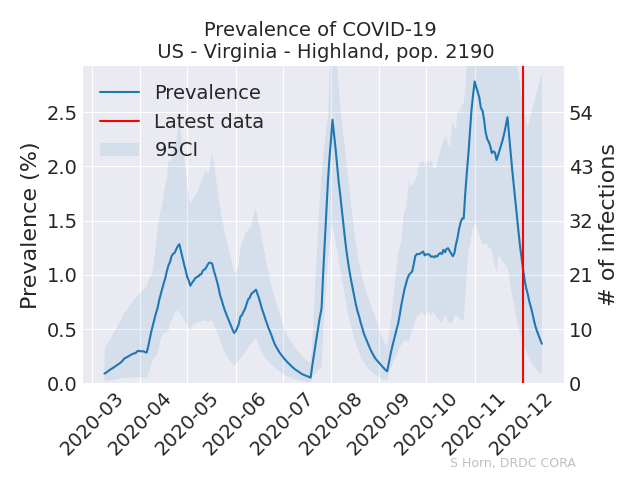 Prevalence of COVID-19
US - Virginia - Highland, pop. 2190
Prevalence
Latest data
95CI
Prevalence (%)
2.5
2.0
1.5
1.0
0.5
0.0
54
43
32
21
10
0
# of infections
2020-03
2020-04
2020-05
2020-06
2020-07
2020-08
2020-09
2020-10
2020-11
2020-12
S Horn, DRDC CORA